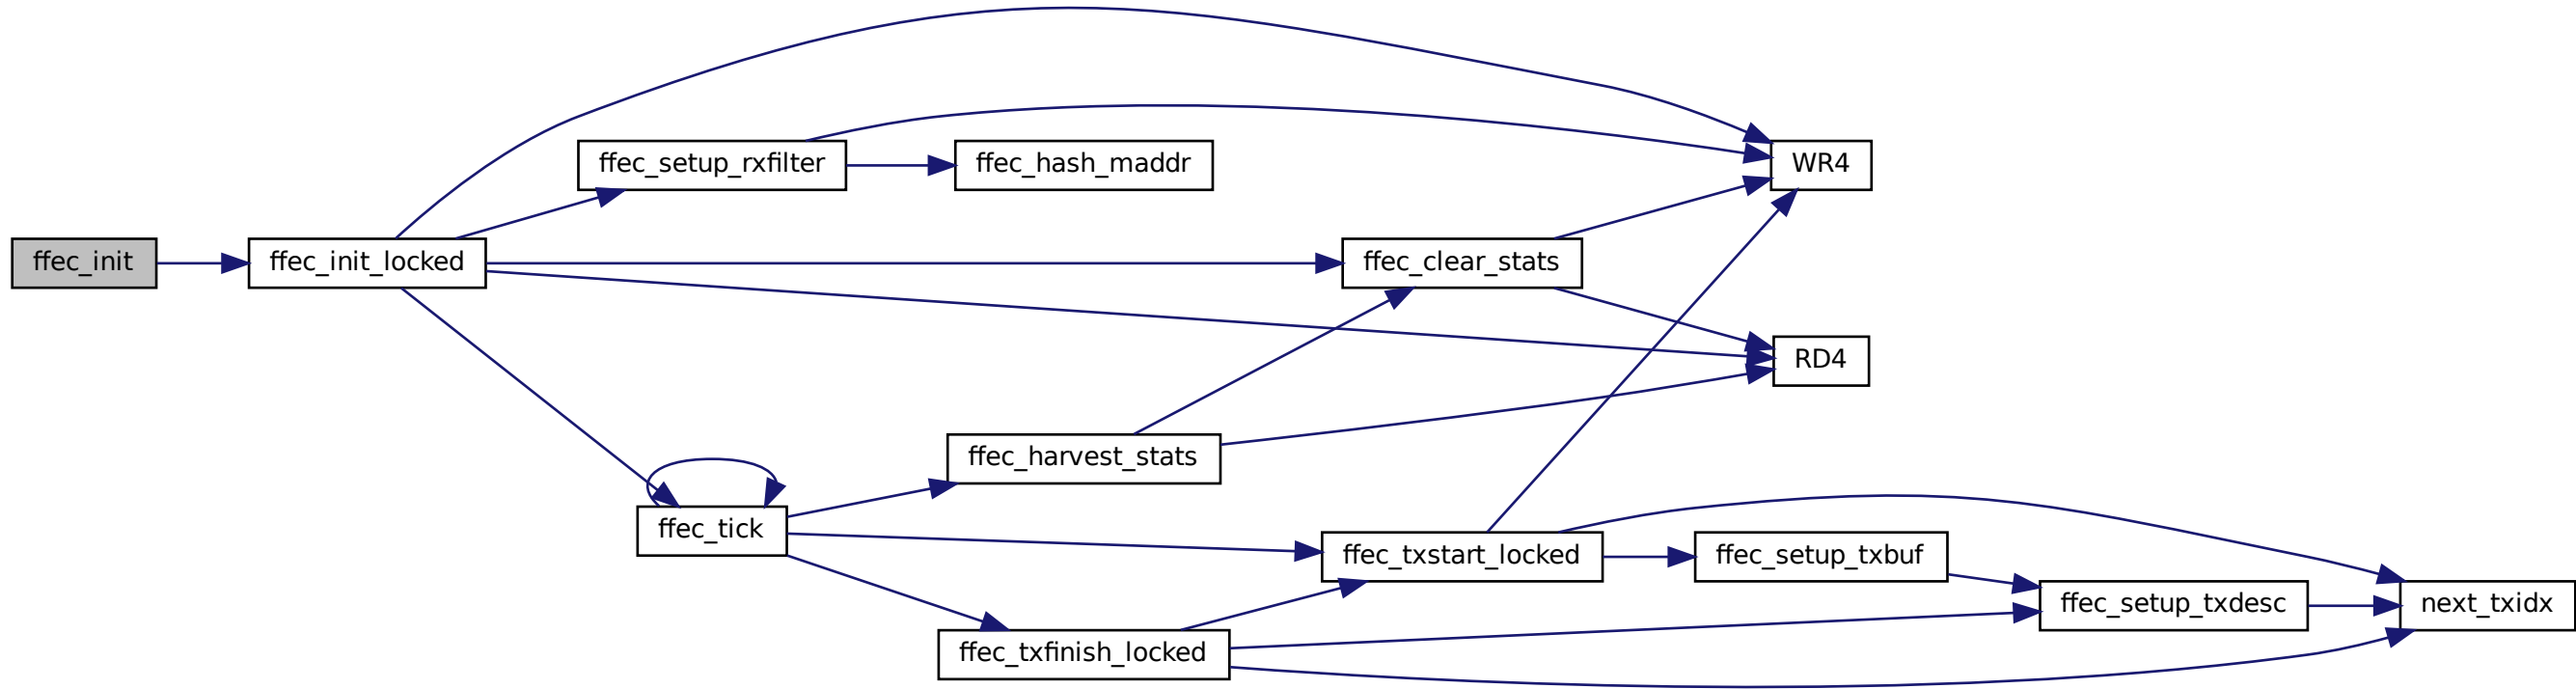 ffec_init
ffec_init_locked
ffec_setup_rxfilter
ffec_hash_maddr
WR4
ffec_clear_stats
RD4
ffec_harvest_stats
ffec_tick
ffec_txstart_locked
ffec_setup_txbuf
ffec_setup_txdesc
next_txidx
ffec_txfinish_locked